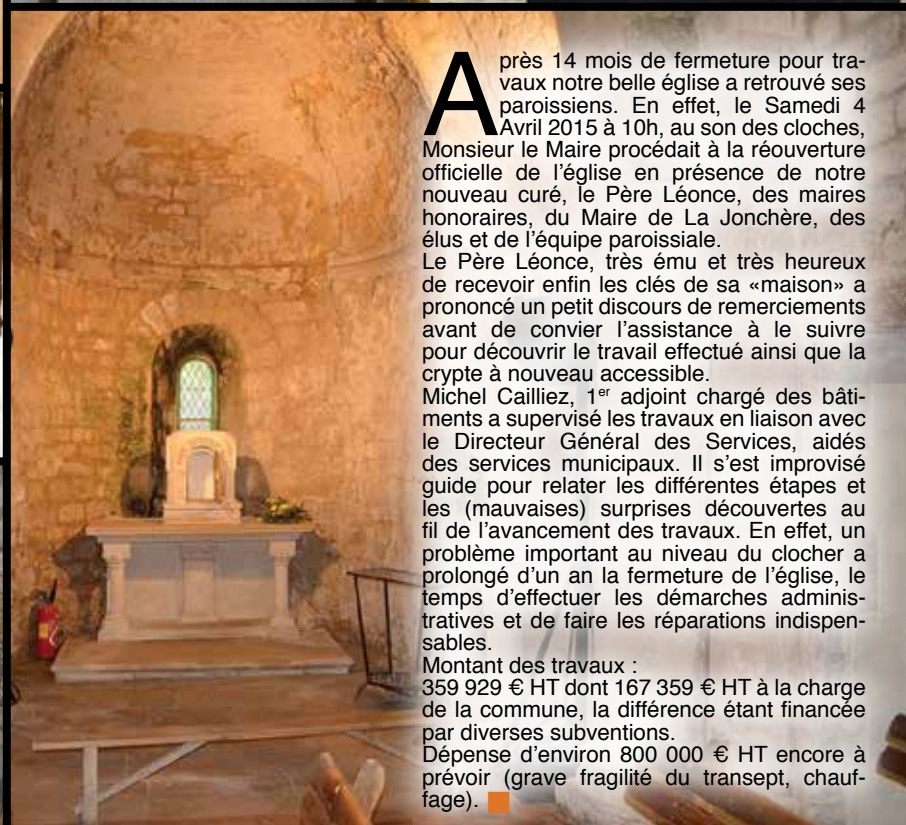 Après 14 mois de fermeture pour tra-
vaux notre belle église a retrouvé ses
paroissiens. En effet, le Samedi 4
Avril 2015 à 10h, au son des cloches,
Monsieur le Maire procédait à la réouverture
officielle de l'église en présence de notre
nouveau curé, le Père Léonce, des maires
honoraires, du Maire de La Jonchère, des
élus et de l'équipe paroissiale.
Le Père Léonce, très ému et très heureux
de recevoir enfin les clés de sa «maison» a
prononcé un petit discours de remerciements
avant de convier l'assistance à le suivre
pour découvrir le travail effectué ainsi que la
crypte à nouveau accessible.
Michel Cailliez, 1er adjoint chargé des bâti-
ments a supervisé les travaux en liaison avec
le Directeur Général des Services, aidés
des services municipaux. Il s'est improvisé
guide pour relater les différentes étapes et
les (mauvaises) surprises découvertes au
fil de l'avancement des travaux. En effet, un
problème important au niveau du clocher a
prolongé d'un an la fermeture de l'église, le
temps d'effectuer les démarches adminis-
tratives et de faire les réparations indispen-
sables.
Montant des travaux :
359 929 € HT dont 167 359 € HT à la charge
de la commune, la différence étant financée
par diverses subventions.
Dépense d'environ 800 000 € HT encore à
prévoir (grave fragilité du transept, chauf-
fage).